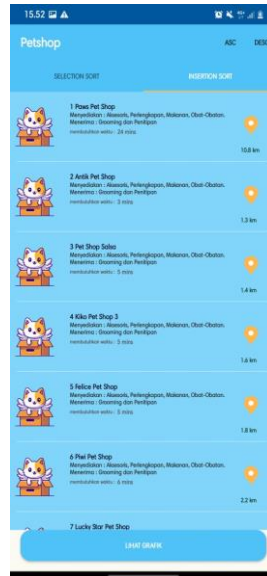 15.52
Petshop
ASC
DESC
SELECTION SORT
INSERTION SORT
1 Paws Pet Shop
Menyediakan : Aksesoris, Perlengkapan, Makanan, Obat-Obatan.
Menerima : Grooming dan Penitipan
membutuhkan waktu : 24 mins
10.8 km
2 Antik Pet Shop
Menyediakan : Aksesoris, Perlengkapan, Makanan, Obat-Obatan.
Menerima : Grooming dan Penitipan
membutuhkan waktu : 3 mins
1.3 km
3 Pet Shop Salsa
Menyediakan : Aksesoris, Perlengkapan, Makanan, Obat-Obatan.
Menerima : Grooming dan Penitipan
membutuhkan waktu : 5 mins
1.4 km
4 Kika Pet Shop 3
Menyediakan : Aksesoris, Perlengkapan, Makanan, Obat-Obatan.
Menerima : Grooming dan Penitipan
membutuhkan waktu : 5 mins
1.6 km
5 Felice Pet Shop
Menyediakan : Aksesoris, Perlengkapan, Makanan, Obat-Obatan.
Menerima : Grooming dan Penitipan
membutuhkan waktu : 5 mins
1.8 km
6 Piei Pet Shop
Menyediakan : Aksesoris, Perlengkapan, Makanan, Obat-Obatan.
Menerima : Grooming dan Penitipan
membutuhkan waktu : 6 mins
2.2 km
7 Lucky Star Pet Shop
LIHAT GRAFIK